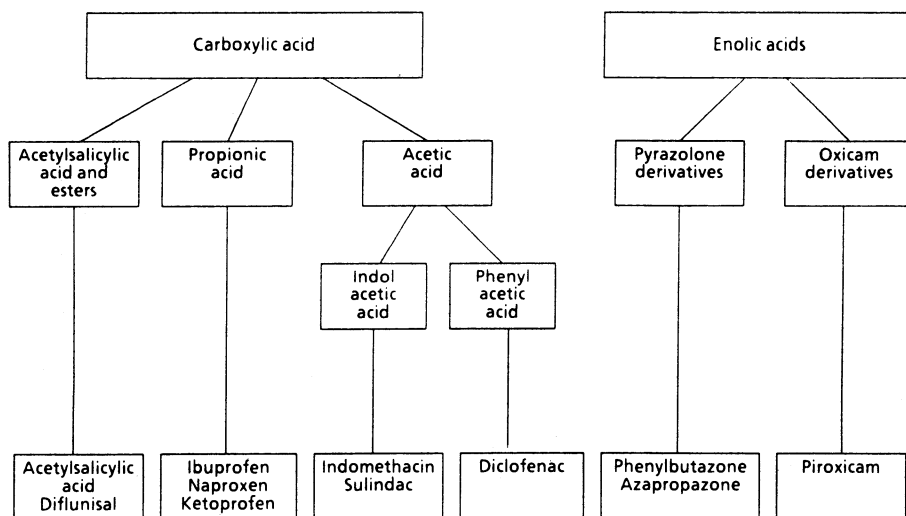 Carboxylic acid
Enolic acids
Acetylsalicylic
acid and
esters
Propionic
acid
Acetic
acid
Pyrazolone
derivatives
Oxicam
derivatives
Indol
acetic
acid
Phenyl
acetic
acid
Acetylsalicylic
acid
Diflunisal
Ibuprofen
Naproxen
Ketoprofen
Indomethacin
Sulindac
Diclofenac
Phenylbutazone
Azapropazone
Piroxicam